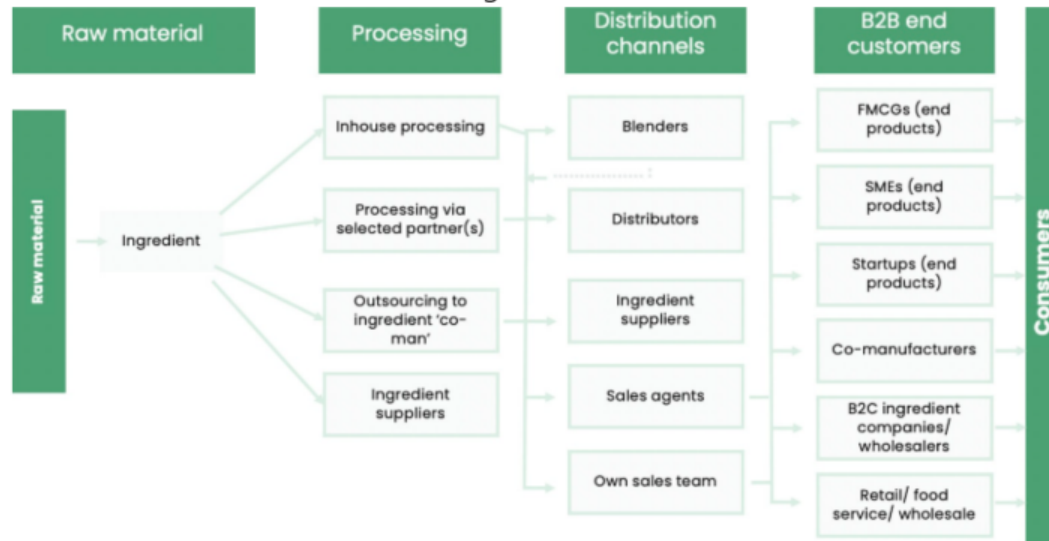 Raw material
Processing
Distribution
channels
B2B end
customers
Raw material
Ingredient
Inhouse processing
Processing via
selected partner(s)
Outsourcing to
ingredient ‘co-
man’
Ingredient
suppliers
Blenders
Distributors
Ingredient
suppliers
Sales agents
Own sales team
FMCGs (end
products)
SMEs (end
products)
Startups (end
products)
Co-manufacturers
B2C ingredient
companies/
wholesalers
Retail/ food
service/ wholesale
Consumers